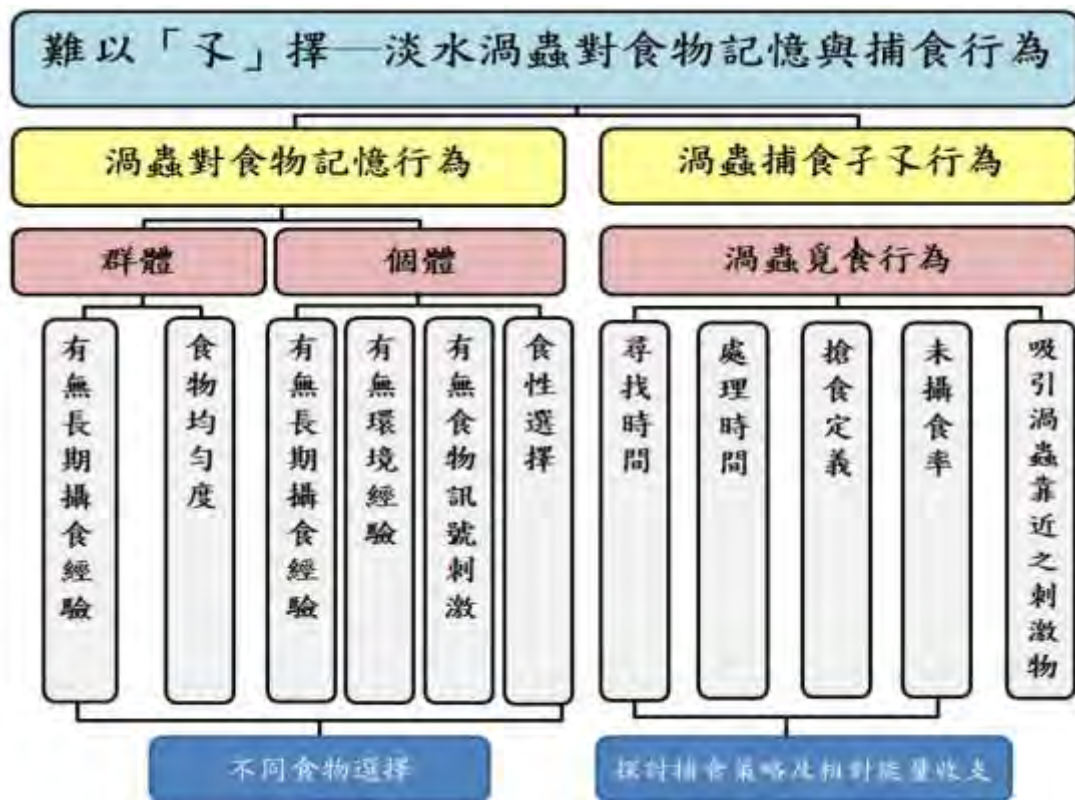 難以「孓」擇—淡水渦蟲對食物記憶與捕食行為
渦蟲對食物記憶行為
渦蟲捕食孑孓行為
群體
個體
渦蟲覓食行為
有無長期攝食經驗
食物均勻度
有無長期攝食經驗
有無環境經驗
有無食物訊號刺激
食性選擇
尋找時間
處理時間
搶食定義
未攝食率
吸引渦蟲靠近之刺激物
不同食物選擇
探討捕食策略及相對能量收支